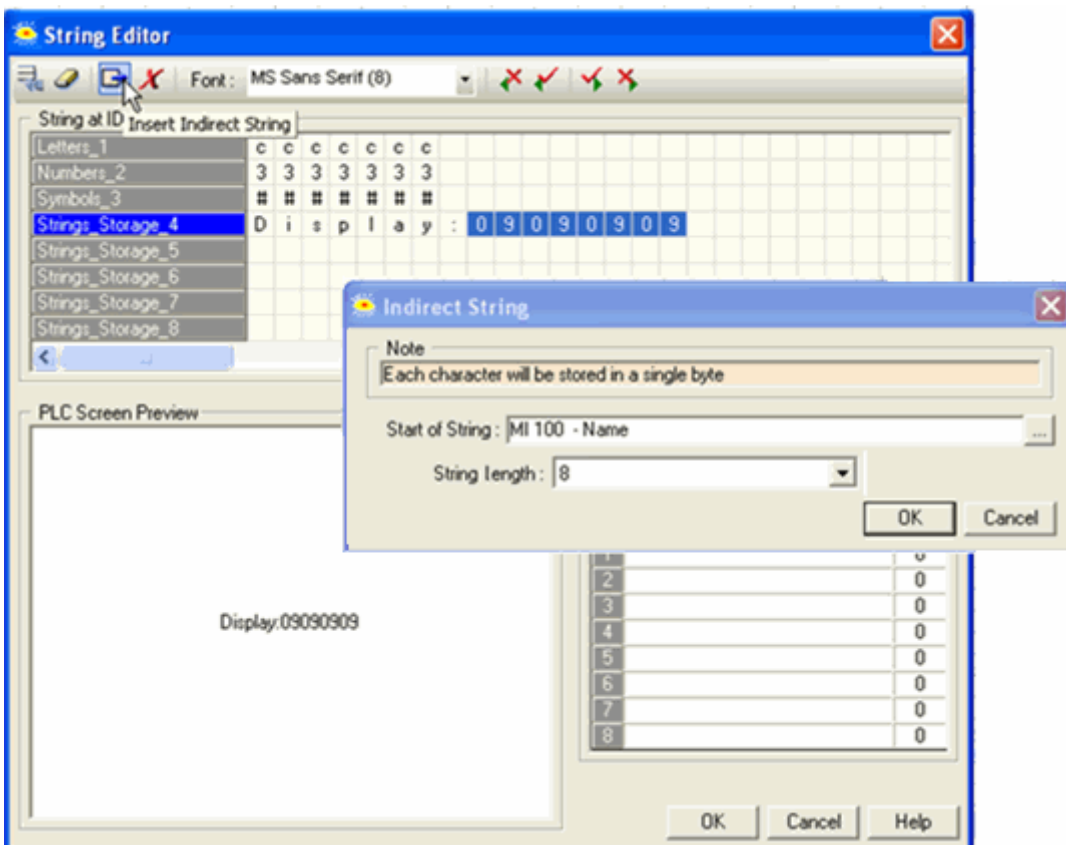 String Editor
Font: MS Sans Serif (8)
String at ID
Insert Indirect String
Letters_1 c c c c c c c
Numbers_2 3 3 3 3 3 3 3
Symbols_3 # # # # # # #
Strings_Storage_4 D i s p l a y : 0 9 0 9 0 9 0 9
Strings_Storage_5
Strings_Storage_6
Strings_Storage_7
Strings_Storage_8
Indirect String
Note
Each character will be stored in a single byte
Start of String : MI 100 - Name ...
String length : 8
OK Cancel
PLC Screen Preview
Display:09090909
1 0
2 0
3 0
4 0
5 0
6 0
7 0
8 0
OK Cancel Help